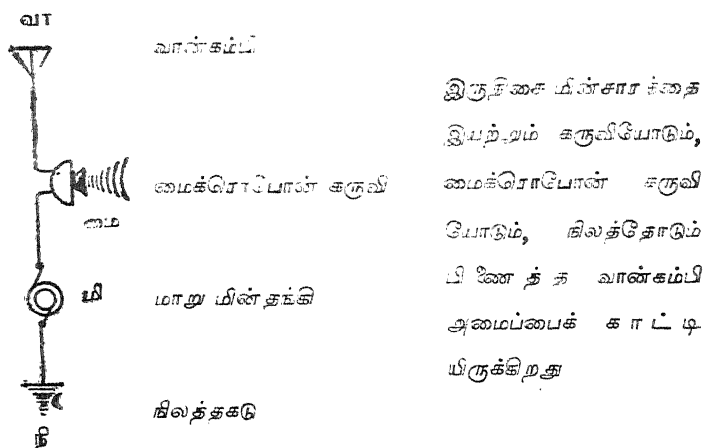 வா
வான்கம்பி
மைக்ரொபோன் கருவி
மை
மி
மாறு மின்தங்கி
நிலத்தகடு
நி
இருதிசை மின்சாரத்தை
இயற்றும் கருவியோடும்,
மைக்ரொபோன் கருவி
யோடும், நிலத்தோடும்
பிணைத்த வான்கம்பி
அமைப்பைக் காட்டி
யிருக்கிறது